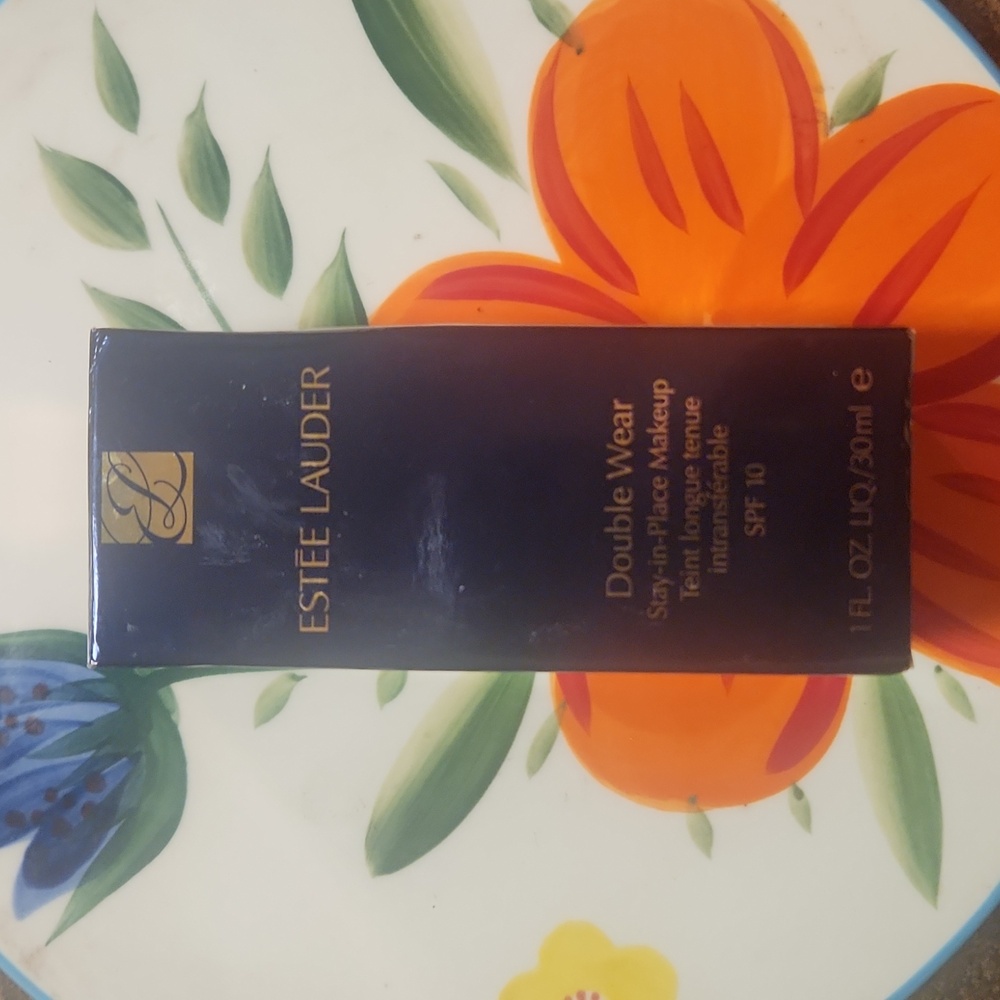 ESTĒE LAUDER
Double Wear
Stay-in-Place Makeup
Teint longue tenue
intransférable
SPF 10
1 FL.OZ.LIQ./30ml e